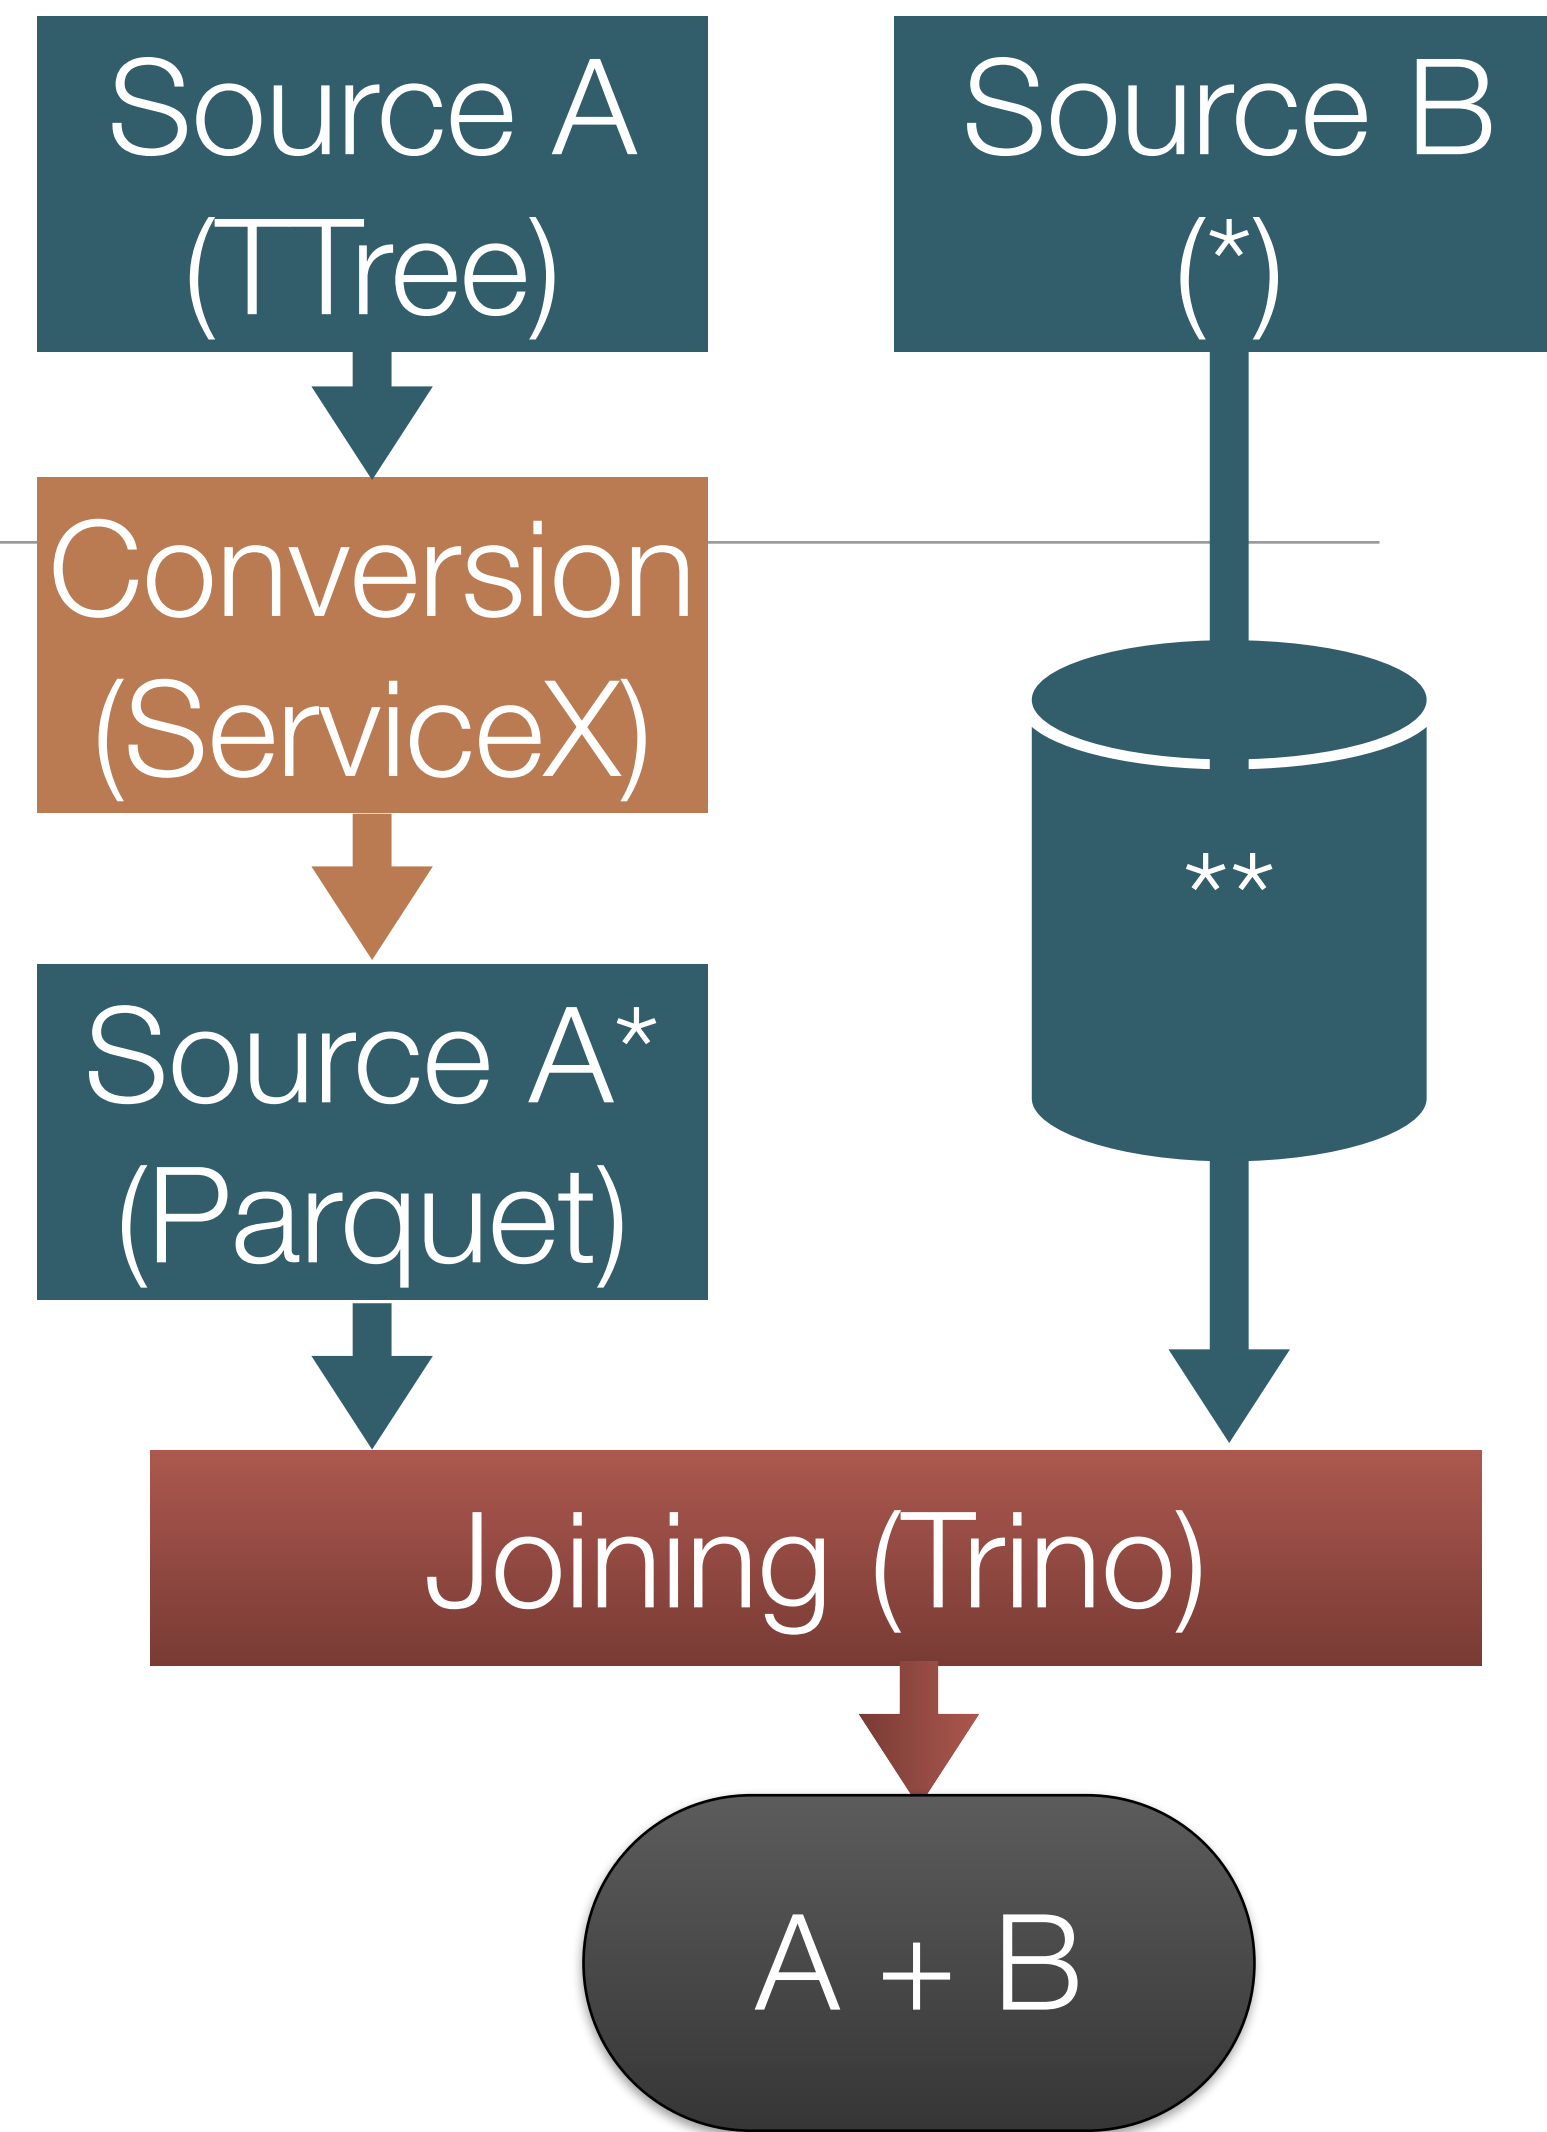 Source A
(TTree)
Source B
(*)
Conversion
(ServiceX)
**
Source A*
(Parquet)
Joining (Trino)
A + B